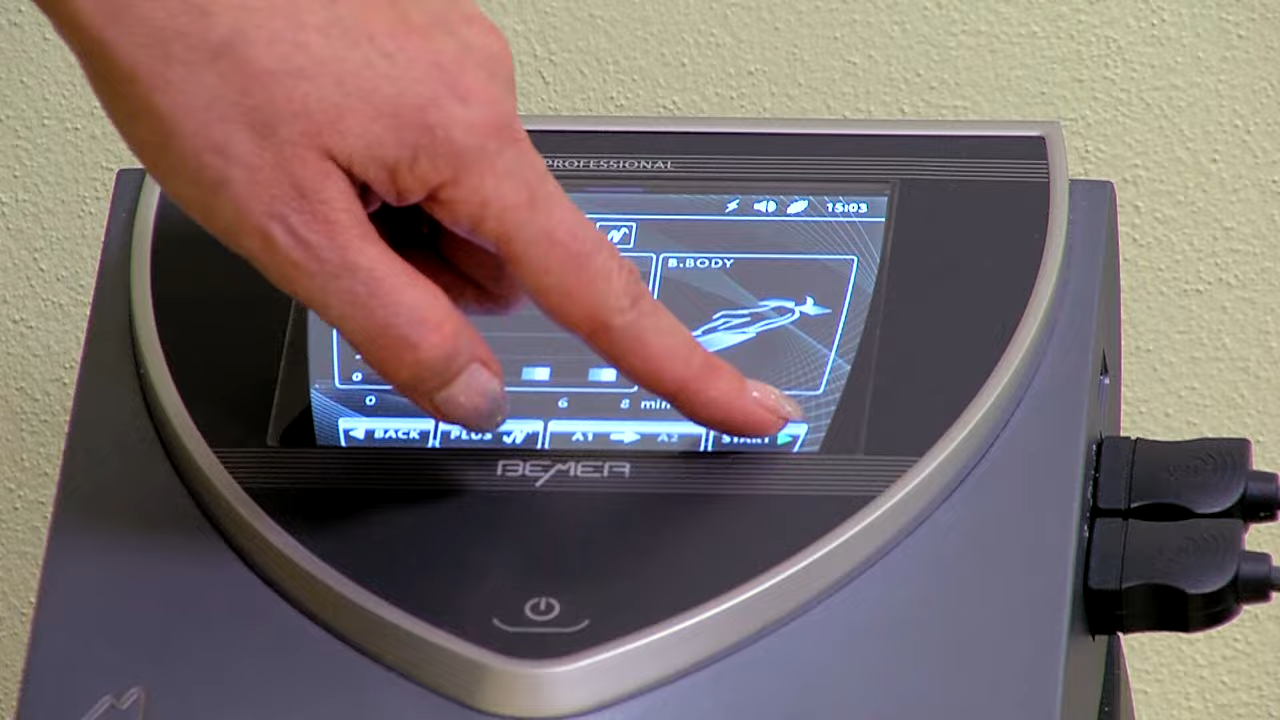 PROFESSIONAL
15:03
B.BODY
0
0 6 8 min
BACK PLUS A1 A2 START
BEMER